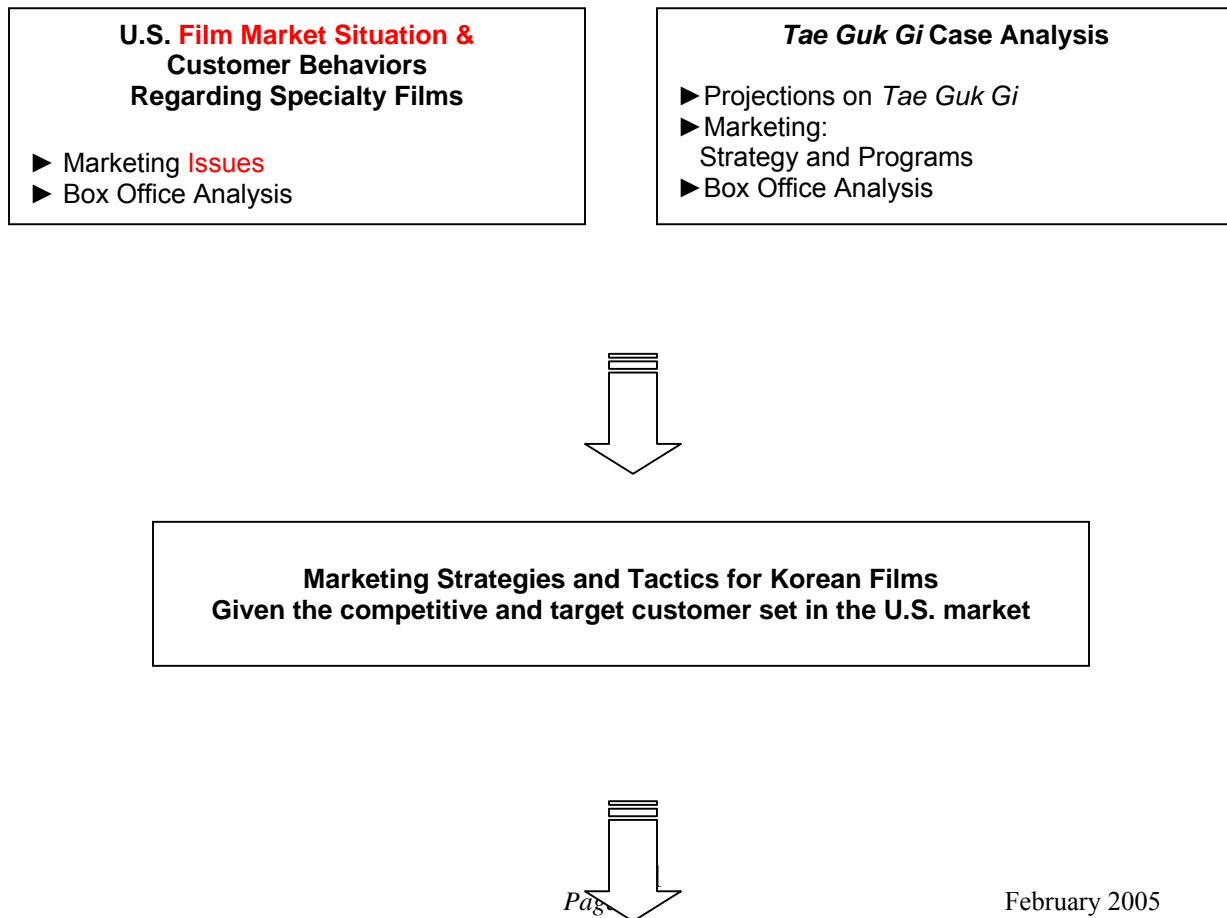 U.S. Film Market Situation &
Customer Behaviors
Regarding Specialty Films
► Marketing Issues
► Box Office Analysis
Tae Guk Gi Case Analysis
►Projections on Tae Guk Gi
►Marketing:
Strategy and Programs
►Box Office Analysis
Marketing Strategies and Tactics for Korean Films
Given the competitive and target customer set in the U.S. market
February 2005